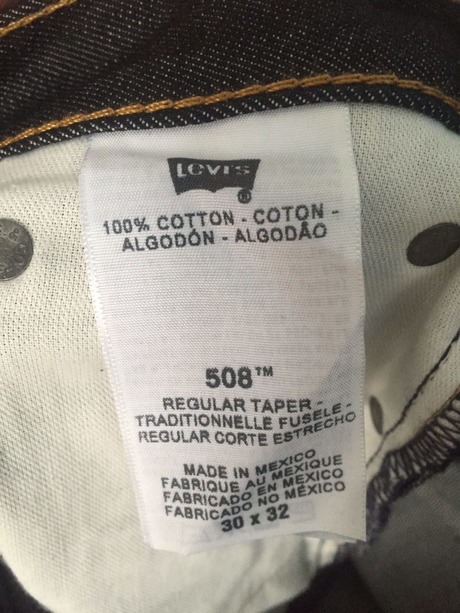 Levi's
®
100% COTTON - COTON -
ALGODÓN - ALGODÃO
508™
REGULAR TAPER -
TRADITIONNELLE FUSELE -
REGULAR CORTE ESTRECHO
MADE IN MEXICO
FABRIQUE AU MEXIQUE
FABRICADO EN MEXICO
FABRICADO NO MÉXICO
30 X 32